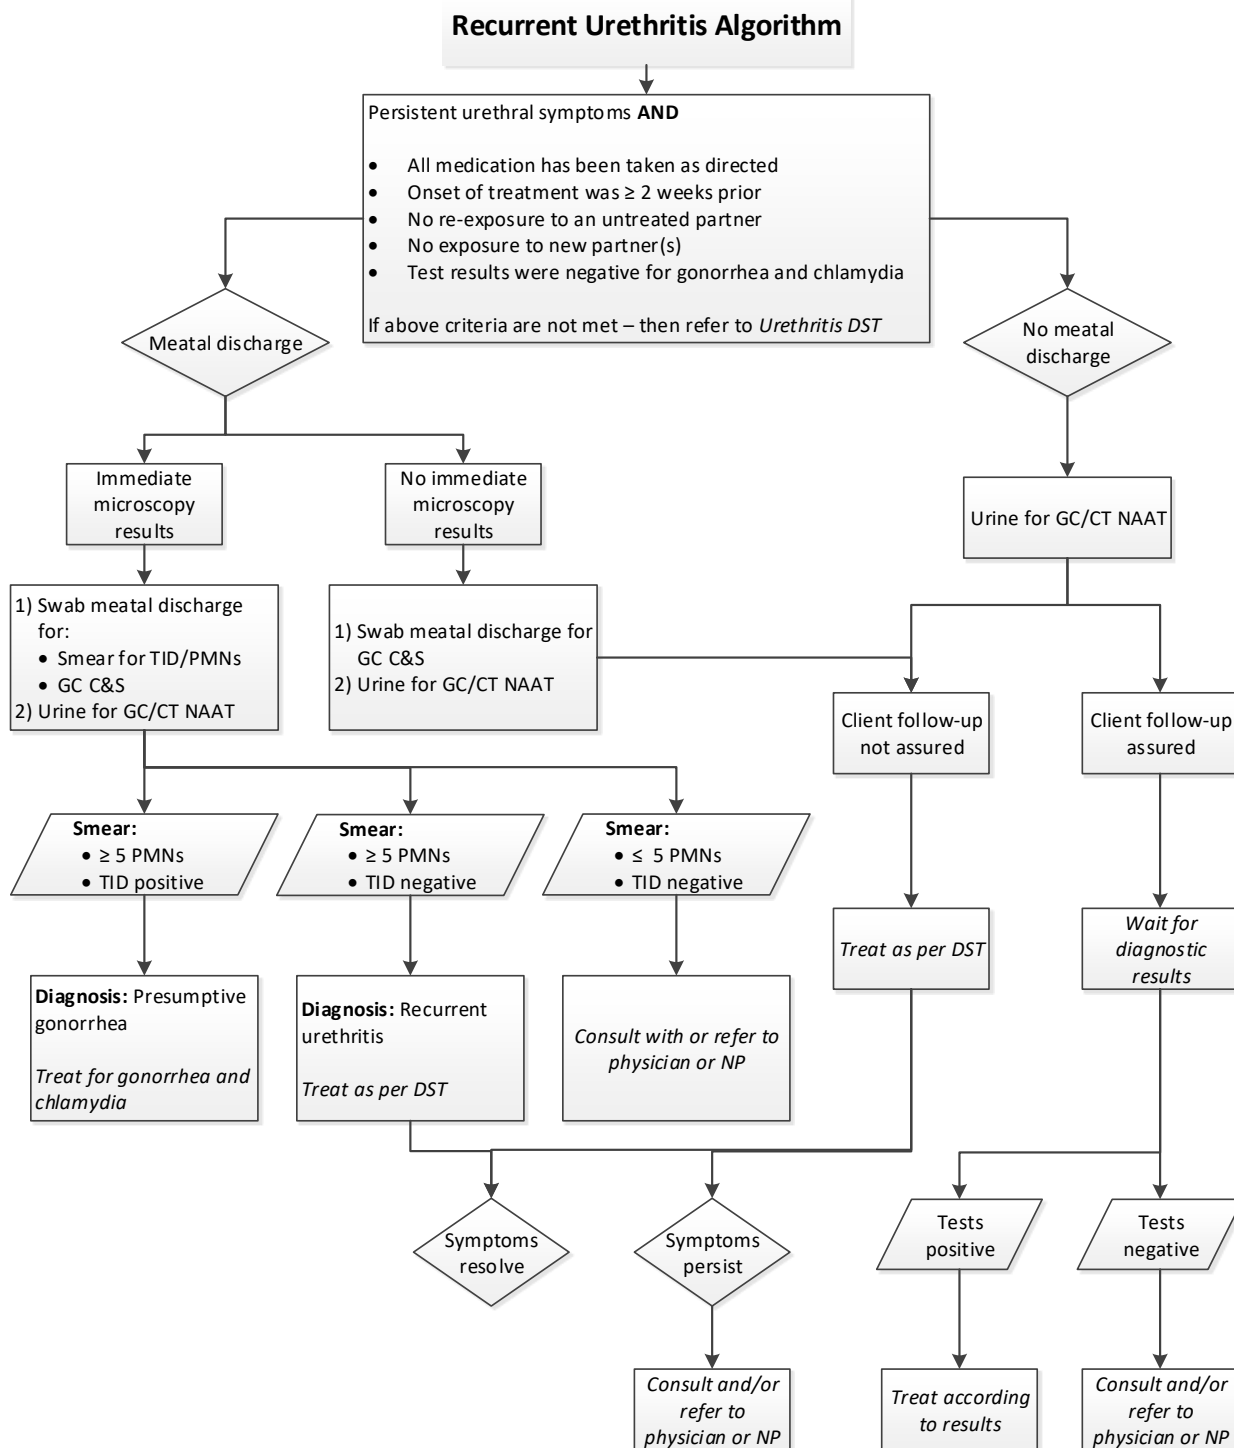 Recurrent Urethritis Algorithm
Persistent urethral symptoms AND
• All medication has been taken as directed
• Onset of treatment was ≥ 2 weeks prior
• No re-exposure to an untreated partner
• No exposure to new partner(s)
• Test results were negative for gonorrhea and chlamydia
If above criteria are not met – then refer to Urethritis DST
Meatal discharge
No meatal
discharge
Immediate
microscopy
results
No immediate
microscopy
results
Urine for GC/CT NAAT
1) Swab meatal discharge
for:
• Smear for TID/PMNs
• GC C&S
2) Urine for GC/CT NAAT
1) Swab meatal discharge for
GC C&S
2) Urine for GC/CT NAAT
Client follow-up
not assured
Client follow-up
assured
Smear:
• ≥ 5 PMNs
• TID positive
Smear:
• ≥ 5 PMNs
• TID negative
Smear:
• ≤ 5 PMNs
• TID negative
Treat as per DST
Wait for
diagnostic
results
Diagnosis: Presumptive
gonorrhea
Treat for gonorrhea and
chlamydia
Diagnosis: Recurrent
urethritis
Treat as per DST
Consult with or refer to
physician or NP
Symptoms
resolve
Symptoms
persist
Tests
positive
Tests
negative
Consult and/or
refer to
physician or NP
Treat according
to results
Consult and/or
refer to
physician or NP